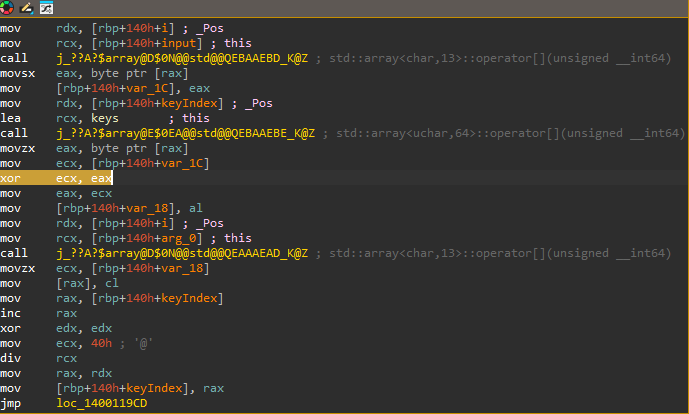 mov rdx, [rbp+140h+i] ; _Pos
mov rcx, [rbp+140h+input] ; this
call j_??A?$array@D$0N@@std@@QEBAAEBD_K@Z ; std::array<char,13>::operator[](unsigned __int64)
movsx eax, byte ptr [rax]
mov [rbp+140h+var_1C], eax
mov rdx, [rbp+140h+keyIndex] ; _Pos
lea rcx, keys ; this
call j_??A?$array@E$0EA@@std@@QEBAAEBE_K@Z ; std::array<uchar,64>::operator[](unsigned __int64)
movzx eax, byte ptr [rax]
mov ecx, [rbp+140h+var_1C]
xor ecx, eax
mov eax, ecx
mov [rbp+140h+var_18], al
mov rdx, [rbp+140h+i] ; _Pos
mov rcx, [rbp+140h+arg_0] ; this
call j_??A?$array@D$0N@@std@@QEAAAEAD_K@Z ; std::array<char,13>::operator[](unsigned __int64)
movzx ecx, [rbp+140h+var_18]
mov [rax], cl
mov rax, [rbp+140h+keyIndex]
inc rax
xor edx, edx
mov ecx, 40h ; '@'
div rcx
mov rax, rdx
mov [rbp+140h+keyIndex], rax
jmp loc_1400119CD